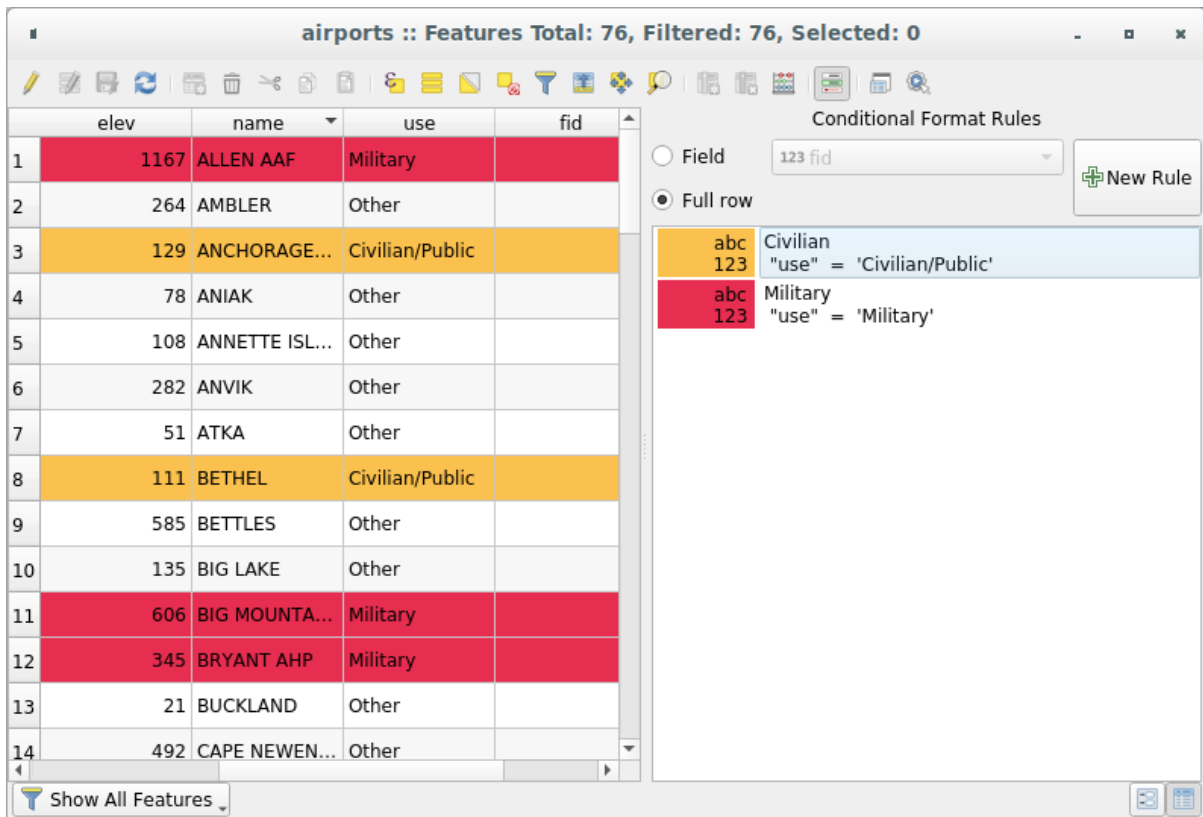 airports :: Features Total: 76, Filtered: 76, Selected: 0
elev name use fid
1 1167 ALLEN AAF Military
2 264 AMBLER Other
3 129 ANCHORAGE... Civilian/Public
4 78 ANIAK Other
5 108 ANNETTE ISL... Other
6 282 ANVIK Other
7 51 ATKA Other
8 111 BETHEL Civilian/Public
9 585 BETTLES Other
10 135 BIG LAKE Other
11 606 BIG MOUNTA... Military
12 345 BRYANT AHP Military
13 21 BUCKLAND Other
14 492 CAPE NEWEN... Other
Show All Features
Conditional Format Rules
Field 123 fid
Full row
New Rule
abc Civilian
123 "use" = 'Civilian/Public'
abc Military
123 "use" = 'Military'